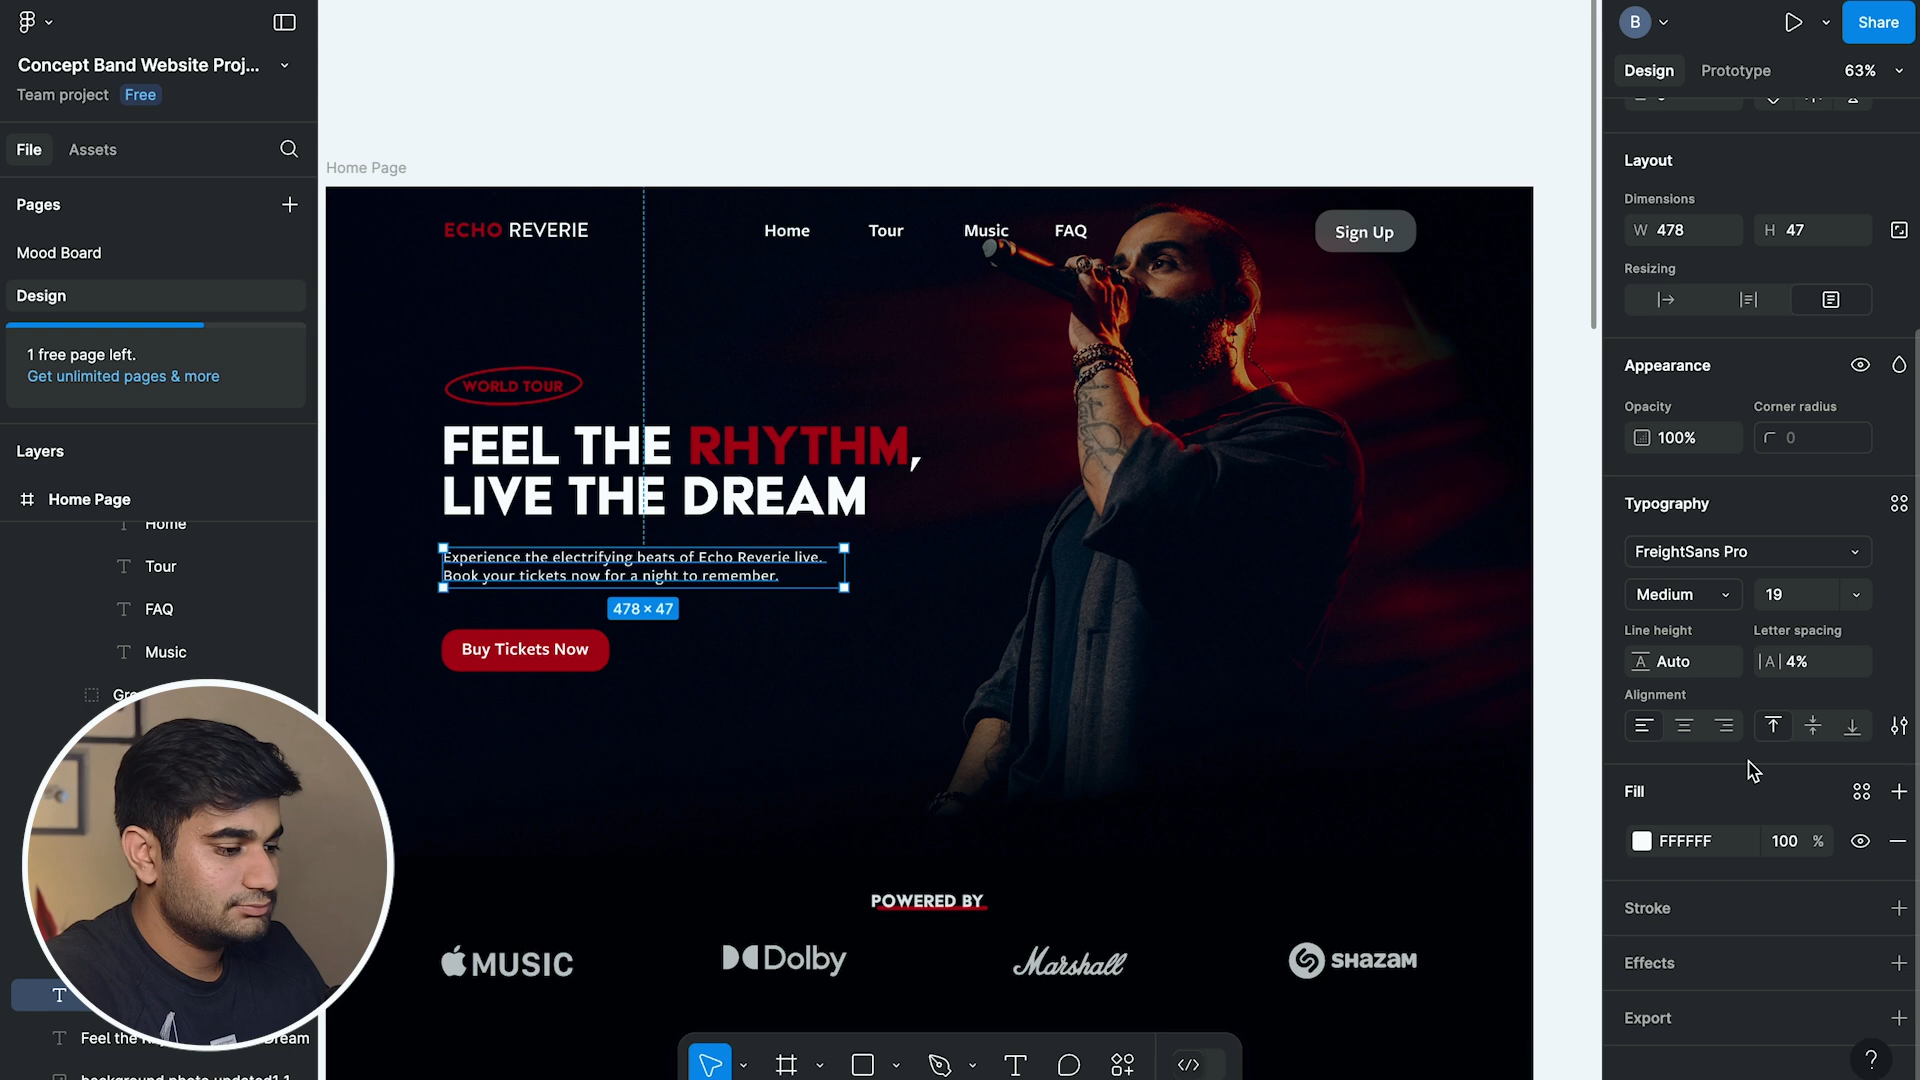 Concept Band Website Proj...
Team project Free
File Assets
Pages
Mood Board
Design
1 free page left.
Get unlimited pages & more
Layers
Home Page
Home
Tour
FAQ
Music
Feel the
Dream
Home Page
ECHO REVERIE
Home Tour Music FAQ
Sign Up
WORLD TOUR
FEEL THE RHYTHM,
LIVE THE DREAM
Experience the electrifying beats of Echo Reverie live.
Book your tickets now for a night to remember.
478 × 47
Buy Tickets Now
POWERED BY
MUSIC
Dolby
Marshall
SHAZAM
B
Share
Design Prototype 63%
Layout
Dimensions
W 478 H 47
Resizing
Appearance
Opacity Corner radius
100% 0
Typography
FreightSans Pro
Medium 19
Line height Letter spacing
Auto |A| 4%
Alignment
Fill
FFFFFF 100 %
Stroke
Effects
Export
?